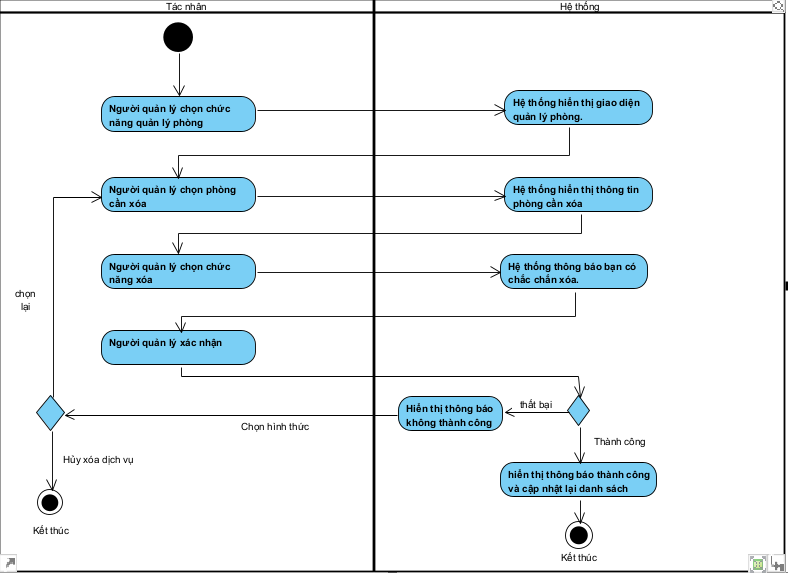 Tác nhân
Hệ thống
Người quản lý chọn chức
năng quản lý phòng
Hệ thống hiển thị giao diện
quản lý phòng.
Người quản lý chọn phòng
cần xóa
Hệ thống hiển thị thông tin
phòng cần xóa
Người quản lý chọn chức
năng xóa
Hệ thống thông báo bạn có
chắc chắn xóa.
chọn
lại
Người quản lý xác nhận
Hiển thị thông báo
không thành công
thất bại
Chọn hình thức
Thành công
Hủy xóa dịch vụ
hiển thị thông báo thành công
và cập nhật lại danh sách
Kết thúc
Kết thúc